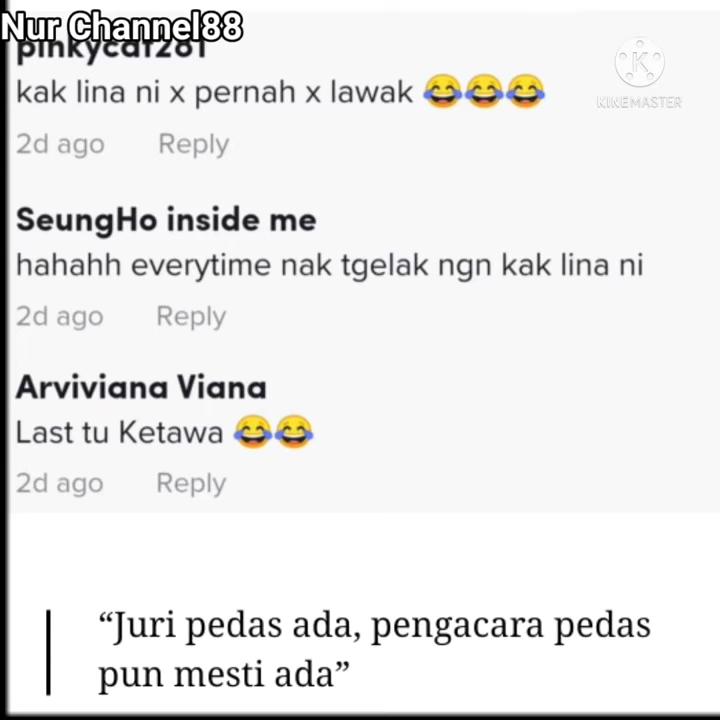 Nur Channel88
pinkycat281
kak lina ni x pernah x lawak 😂😂😂
2d ago Reply
K
KINEMASTER
SeungHo inside me
hahahh everytime nak tgelak ngn kak lina ni
2d ago Reply
Arviviana Viana
Last tu Ketawa 😂😂
2d ago Reply
“Juri pedas ada, pengacara pedas
pun mesti ada”